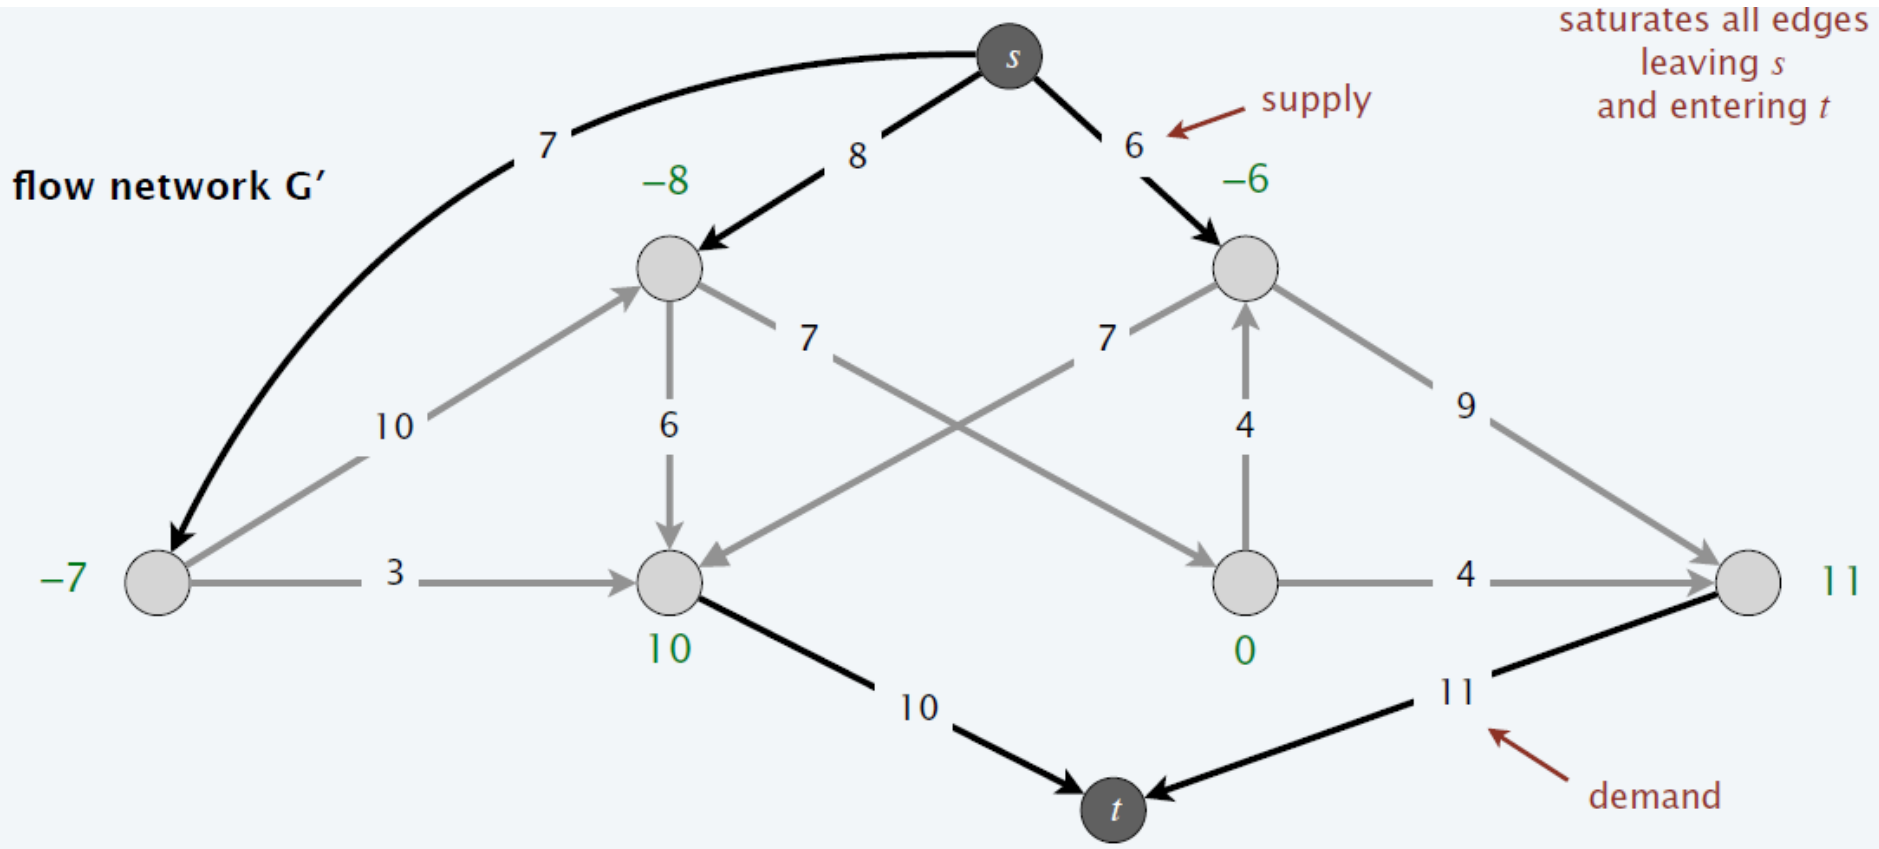 saturates all edges
leaving s
and entering t
s
supply
7
8
6
flow network G′
−8
−6
7
7
10
6
4
9
−7
3
4
11
10
0
10
11
t
demand